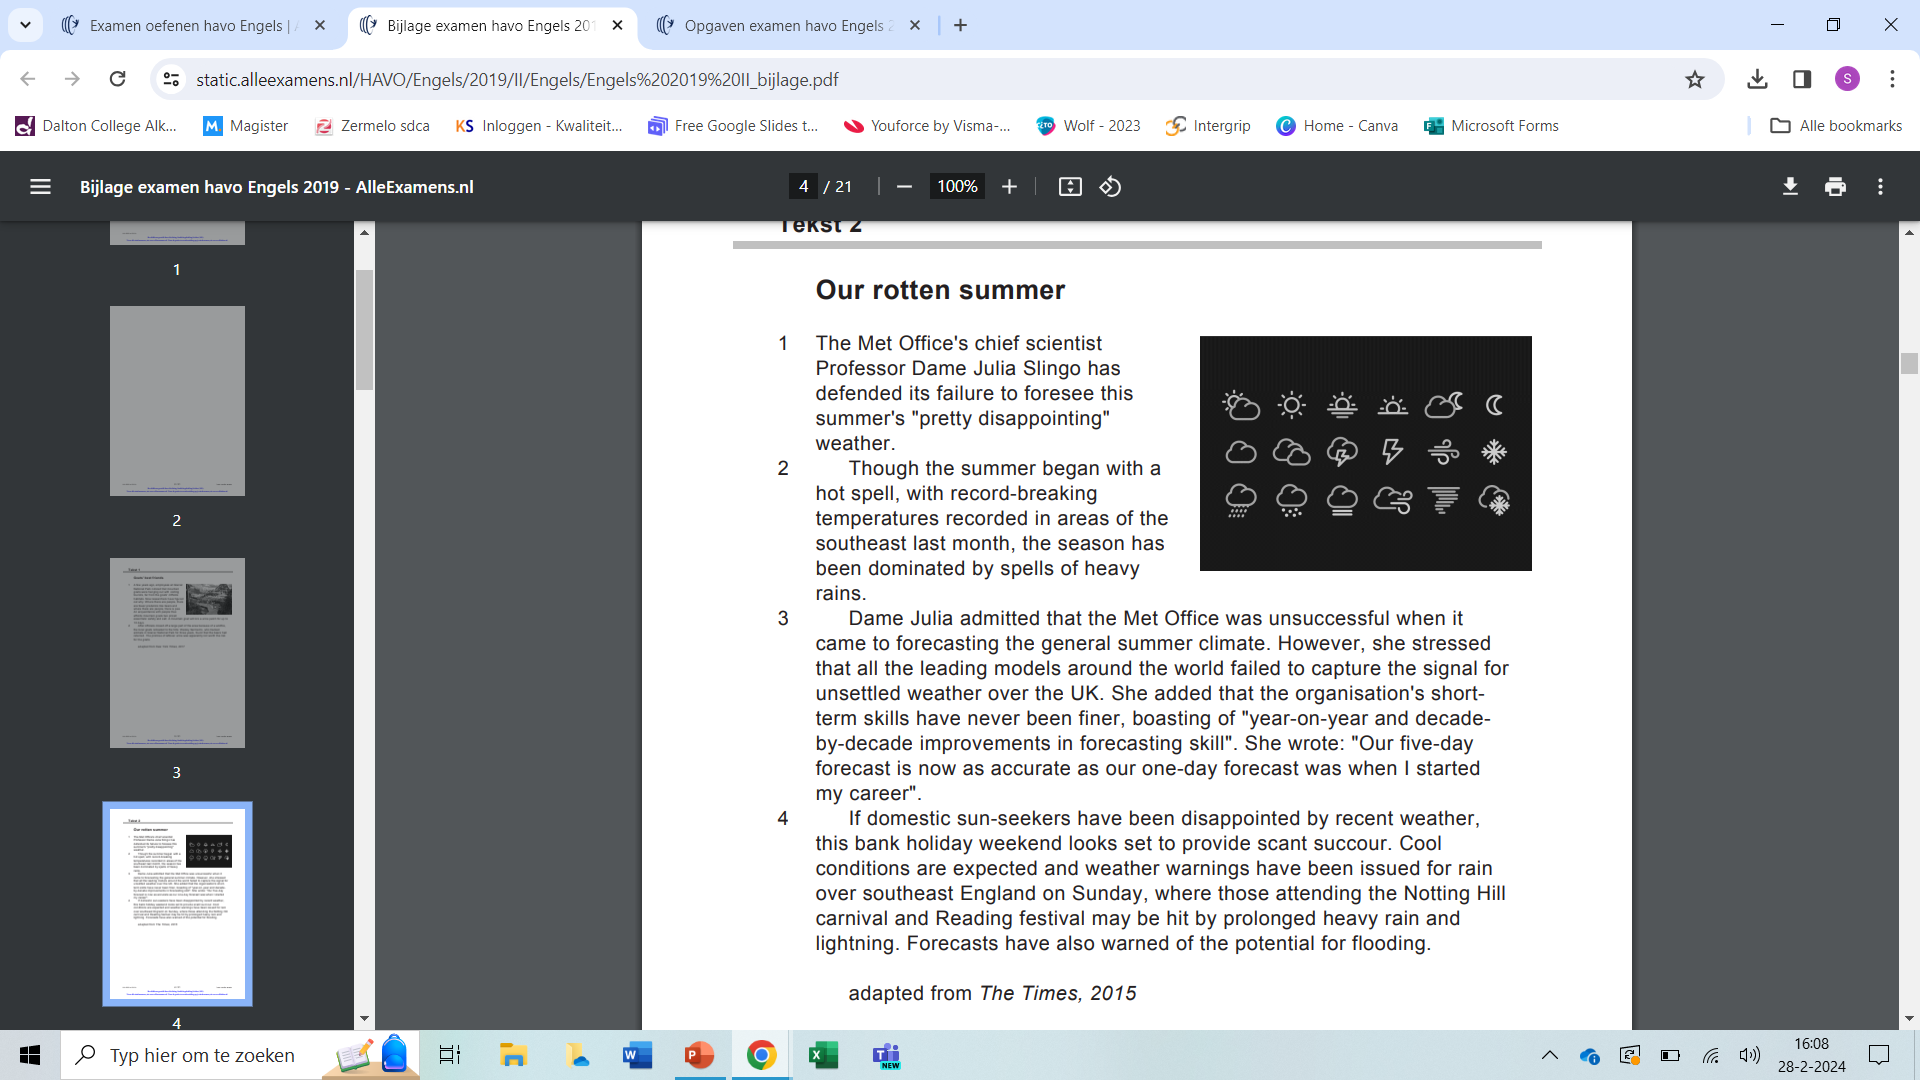 Examen oefenen havo Engels |
Bijlage examen havo Engels 201
Opgaven examen havo Engels 2
static.alleexamens.nl/HAVO/Engels/2019/II/Engels/Engels%202019%20II_bijlage.pdf
S
Dalton College Alk...
Magister
Zermelo sdca
KS Inloggen - Kwaliteit...
Free Google Slides t...
Youforce by Visma-...
Wolf - 2023
Intergrip
Home - Canva
Microsoft Forms
Alle bookmarks
Bijlage examen havo Engels 2019 - AlleExamens.nl
4 / 21
100%
1
2
3
4
Tekst 2
Our rotten summer
1 The Met Office's chief scientist
Professor Dame Julia Slingo has
defended its failure to foresee this
summer's "pretty disappointing"
weather.
2 Though the summer began with a
hot spell, with record-breaking
temperatures recorded in areas of the
southeast last month, the season has
been dominated by spells of heavy
rains.
3 Dame Julia admitted that the Met Office was unsuccessful when it
came to forecasting the general summer climate. However, she stressed
that all the leading models around the world failed to capture the signal for
unsettled weather over the UK. She added that the organisation's short-
term skills have never been finer, boasting of "year-on-year and decade-
by-decade improvements in forecasting skill". She wrote: "Our five-day
forecast is now as accurate as our one-day forecast was when I started
my career".
4 If domestic sun-seekers have been disappointed by recent weather,
this bank holiday weekend looks set to provide scant succour. Cool
conditions are expected and weather warnings have been issued for rain
over southeast England on Sunday, where those attending the Notting Hill
carnival and Reading festival may be hit by prolonged heavy rain and
lightning. Forecasts have also warned of the potential for flooding.
adapted from The Times, 2015
Typ hier om te zoeken
16:08
28-2-2024